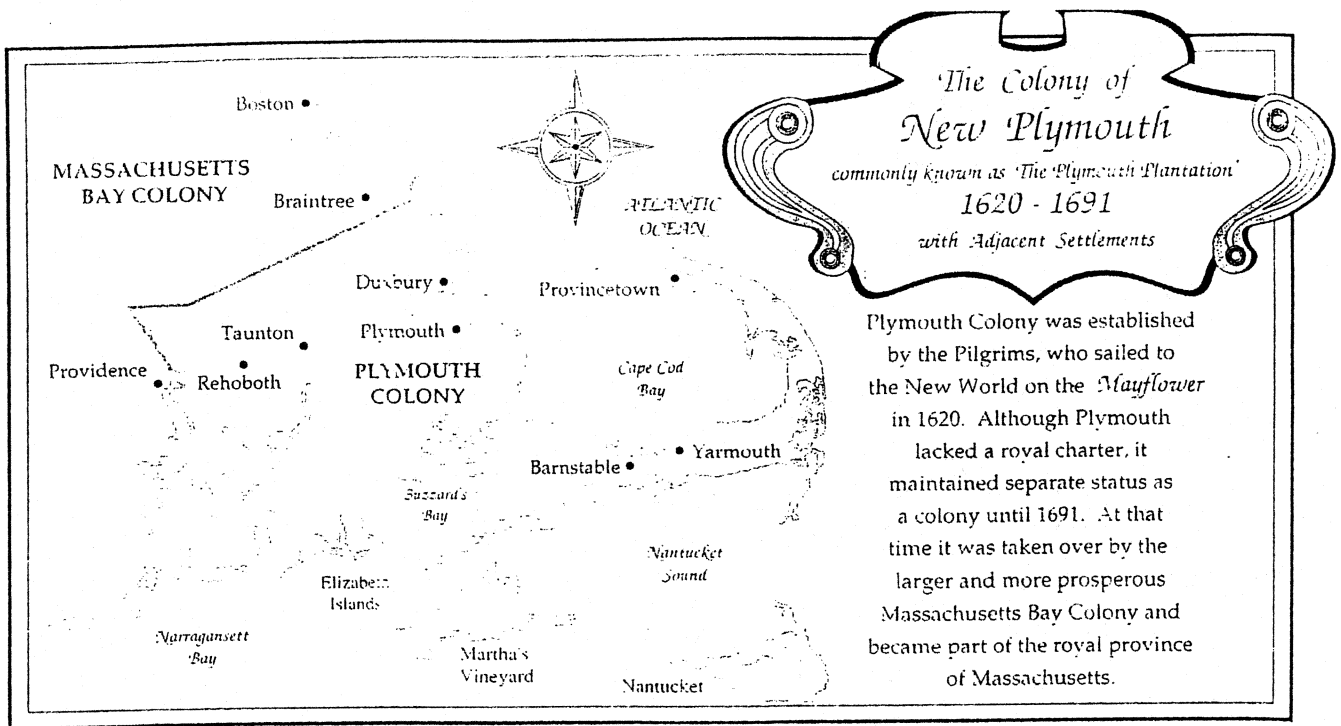 The Colony of
New Plymouth
commonly known as 'The Plymouth Plantation'
1620 - 1691
with Adjacent Settlements
Boston
MASSACHUSETTS
BAY COLONY
Braintree
ATLANTIC
OCEAN
Duxbury
Provincetown
Taunton
Plymouth
Providence
Rehoboth
PLYMOUTH
COLONY
Cape Cod
Bay
Yarmouth
Barnstable
Buzzard's
Bay
Nantucket
Sound
Elizabeth
Islands
Narragansett
Bay
Martha's
Vineyard
Nantucket
Plymouth Colony was established
by the Pilgrims, who sailed to
the New World on the Mayflower
in 1620. Although Plymouth
lacked a royal charter, it
maintained separate status as
a colony until 1691. At that
time it was taken over by the
larger and more prosperous
Massachusetts Bay Colony and
became part of the royal province
of Massachusetts.